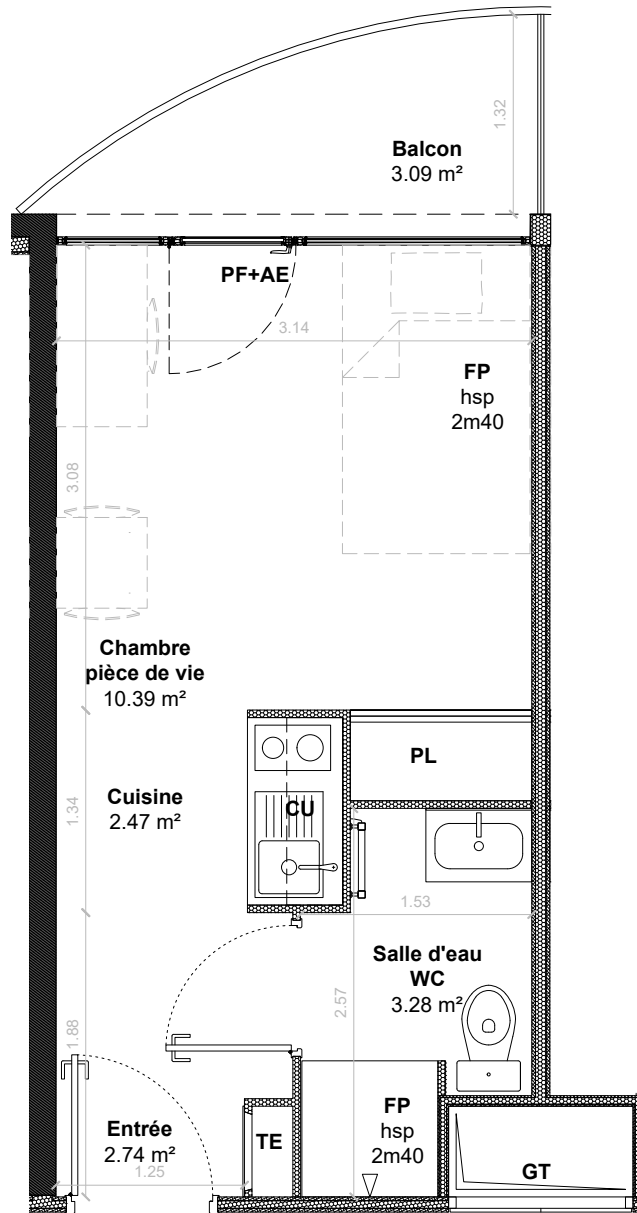 1.32
Balcon
3.09 m²
PF+AE
3.14
FP
hsp
2m40
3.08
Chambre
pièce de vie
10.39 m²
PL
CU
Cuisine
2.47 m²
1.34
1.53
Salle d'eau
WC
3.28 m²
2.57
1.88
Entrée
2.74 m²
1.25
TE
FP
hsp
2m40
GT